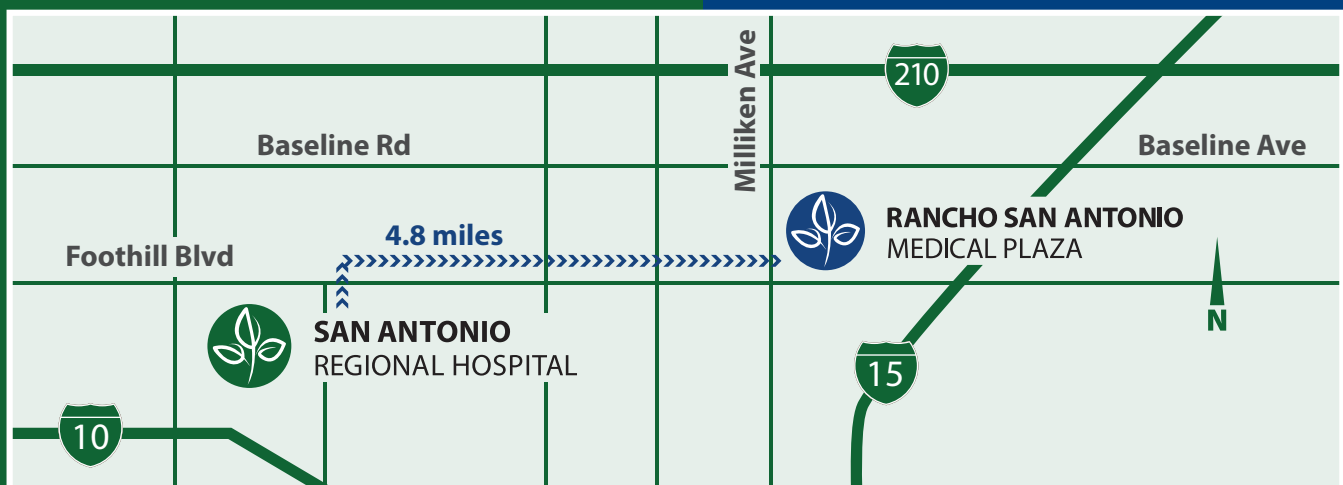 Milliken Ave
210
Baseline Rd
Baseline Ave
RANCHO SAN ANTONIO
MEDICAL PLAZA
4.8 miles
Foothill Blvd
N
SAN ANTONIO
REGIONAL HOSPITAL
15
10